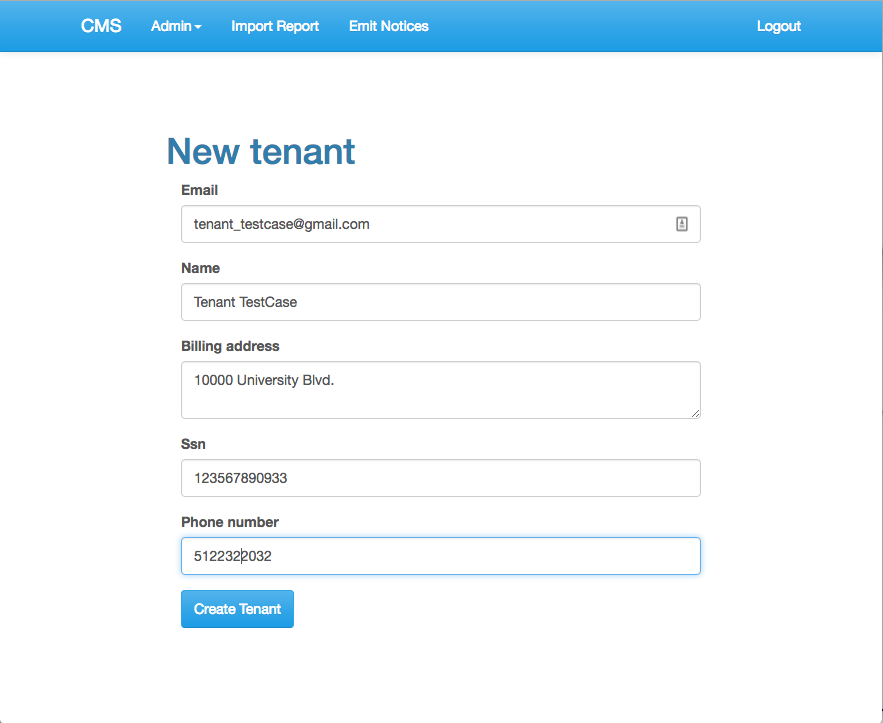 CMS Admin Import Report Emit Notices Logout
New tenant
Email
tenant_testcase@gmail.com
Name
Tenant TestCase
Billing address
10000 University Blvd.
Ssn
123567890933
Phone number
5122322032
Create Tenant